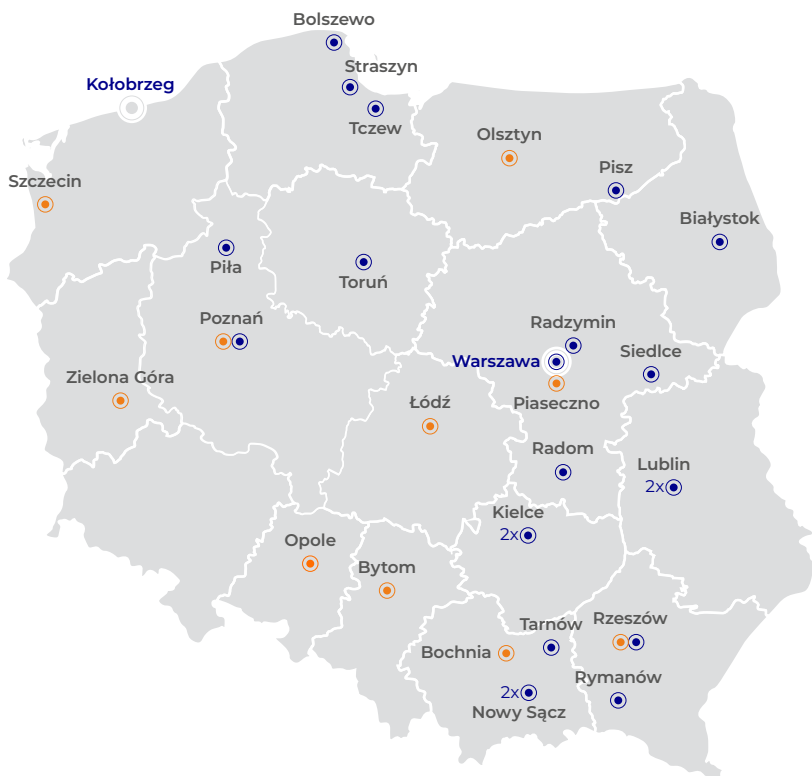 Bolszewo
Straszyn
Kołobrzeg
Tczew
Olsztyn
Pisz
Szczecin
Białystok
Piła
Toruń
Poznań
Radzymin
Siedlce
Warszawa
Zielona Góra
Piaseczno
Łódź
Radom
Lublin
2x
Kielce
2x
Opole
Bytom
Rzeszów
Tarnów
Bochnia
Rymanów
2x
Nowy Sącz